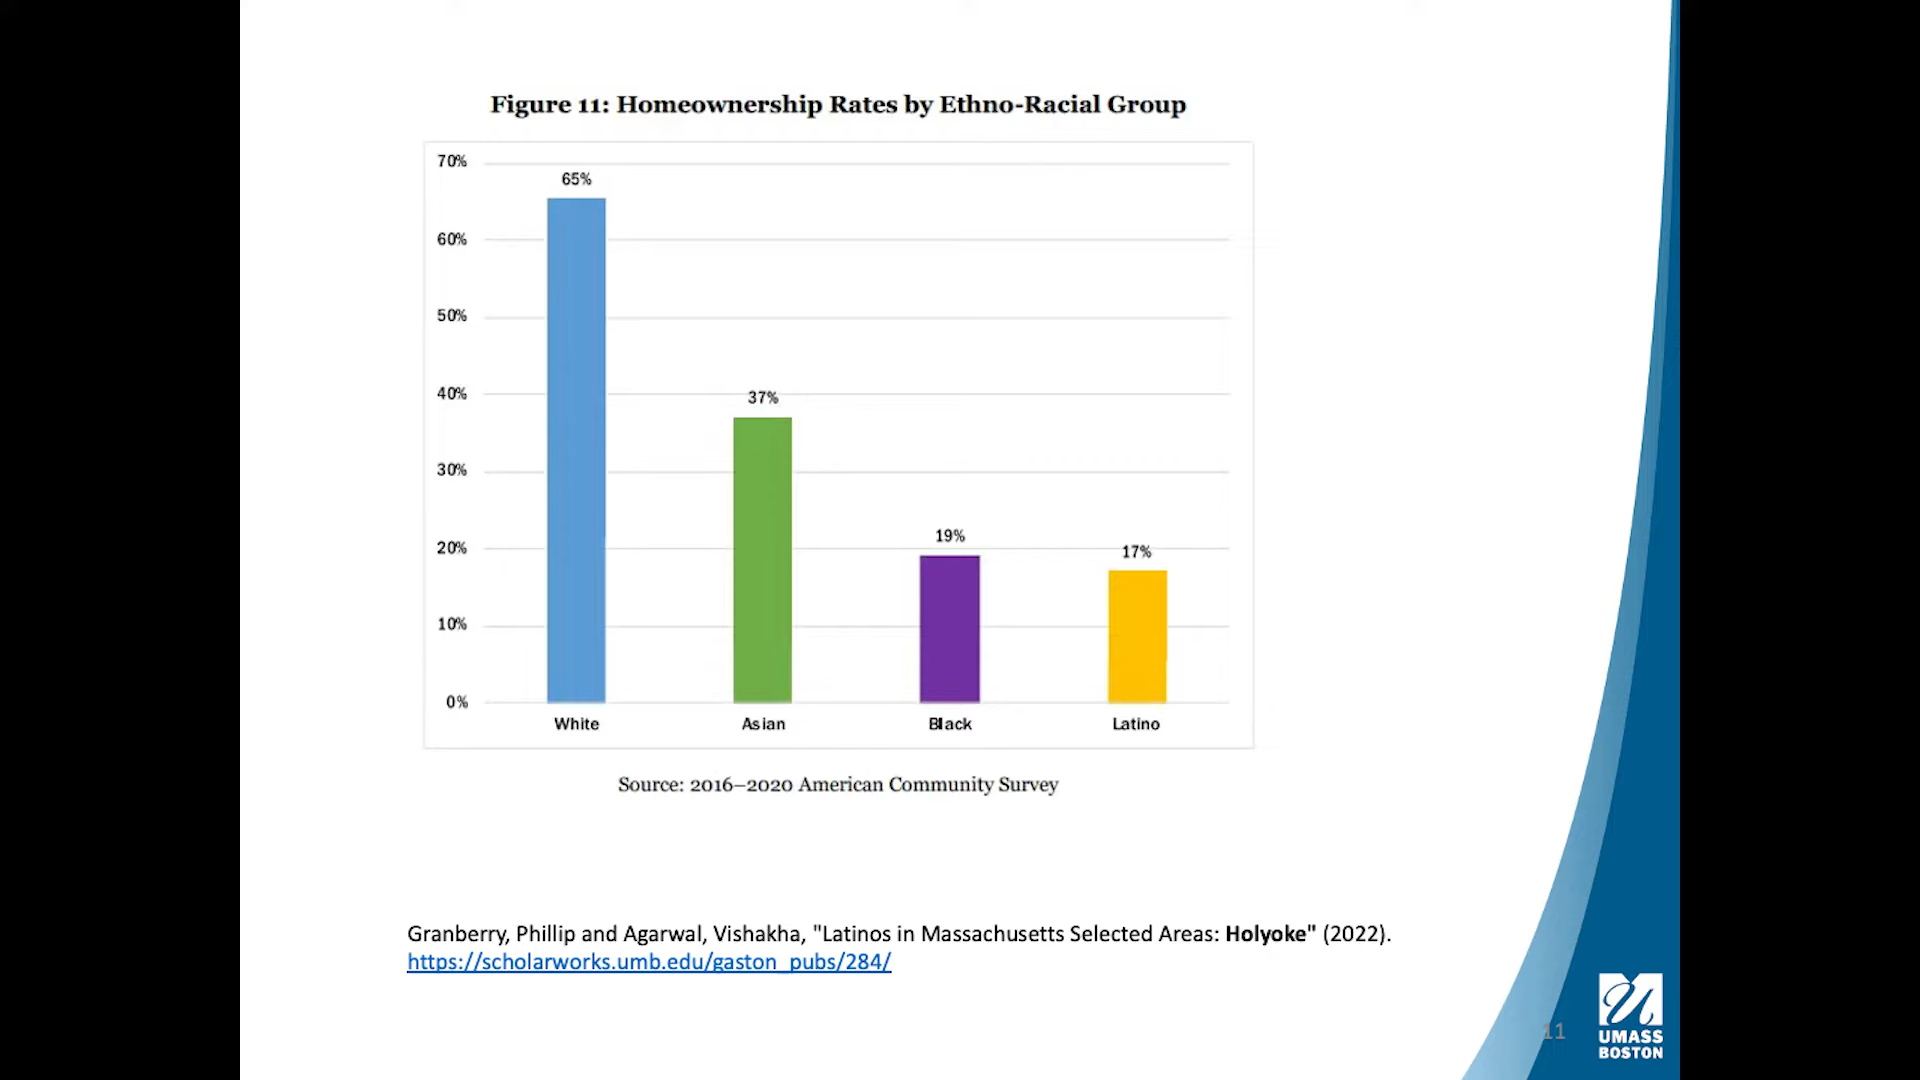 Figure 11: Homeownership Rates by Ethno-Racial Group
70%
65%
60%
50%
40%
37%
30%
20%
19%
17%
10%
0%
White
Asian
Black
Latino
Source: 2016–2020 American Community Survey
Granberry, Phillip and Agarwal, Vishakha, "Latinos in Massachusetts Selected Areas: Holyoke" (2022).
https://scholarworks.umb.edu/gaston_pubs/284/
11
UMASS
BOSTON